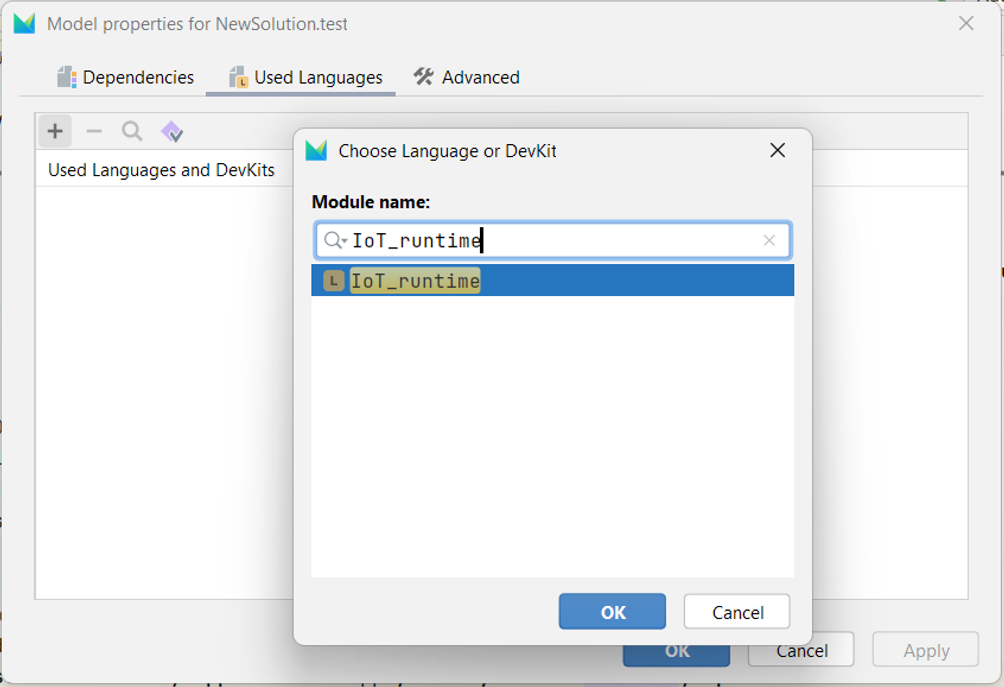 Model properties for NewSolution.test
Dependencies
Used Languages
Advanced
Used Languages and DevKits
Choose Language or DevKit
Module name:
IoT_runtime
L IoT_runtime
OK Cancel
OK Cancel Apply